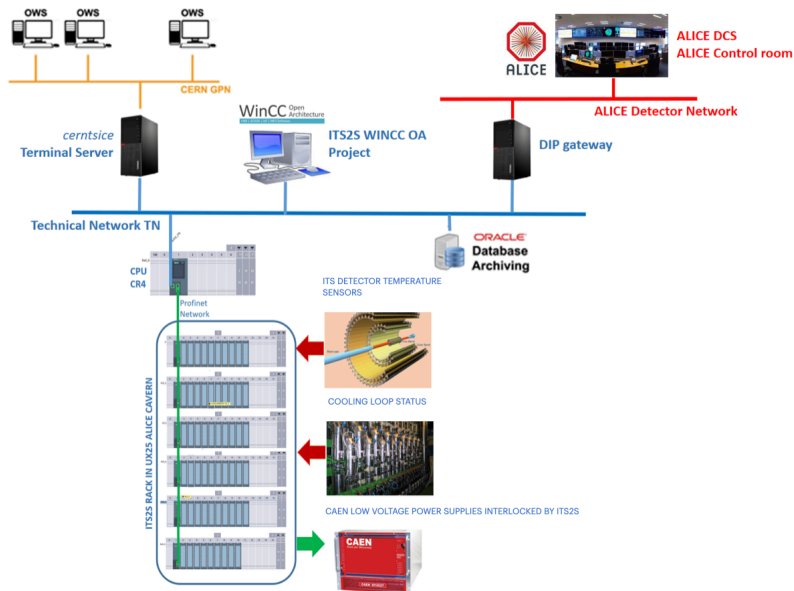 OWS
OWS
OWS
CERN GPN
ALICE
ALICE DCS
ALICE Control room
ALICE Detector Network
cerntsice
Terminal Server
WinCC Open Architecture
ITS2S WINCC OA
Project
DIP gateway
Technical Network TN
ORACLE
Database
Archiving
CPU
CR4
Profinet
Network
ITS2S RACK IN UX25 ALICE CAVERN
ITS DETECTOR TEMPERATURE
SENSORS
COOLING LOOP STATUS
CAEN LOW VOLTAGE POWER SUPPLIES INTERLOCKED BY ITS2S
CAEN